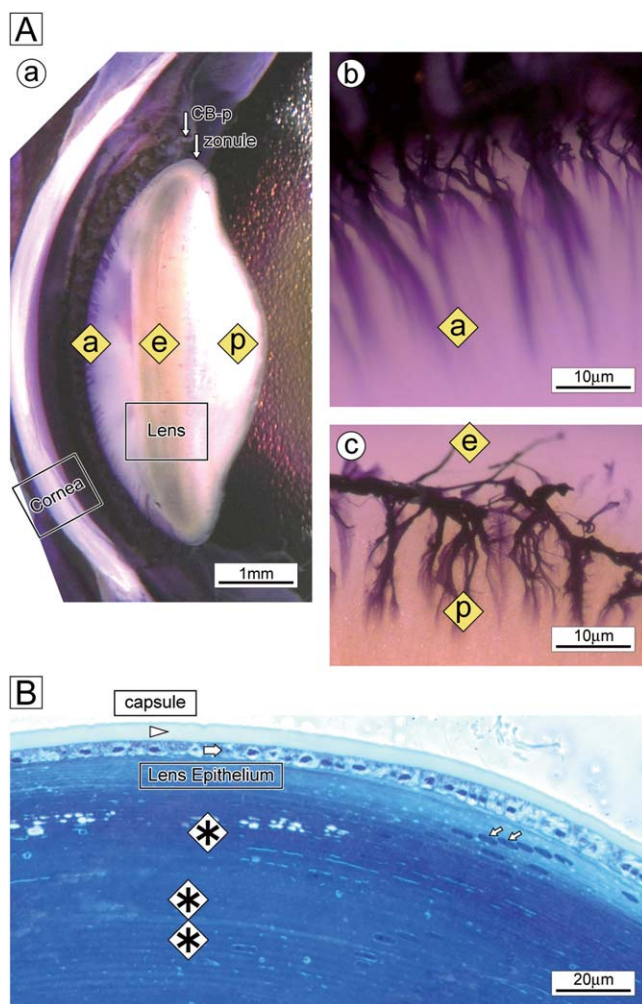 A
a
CB-p
zonule
a
e
p
Lens
Cornea
1mm
b
a
10μm
c
e
p
10μm
B
capsule
Lens Epithelium
*
*
*
20μm